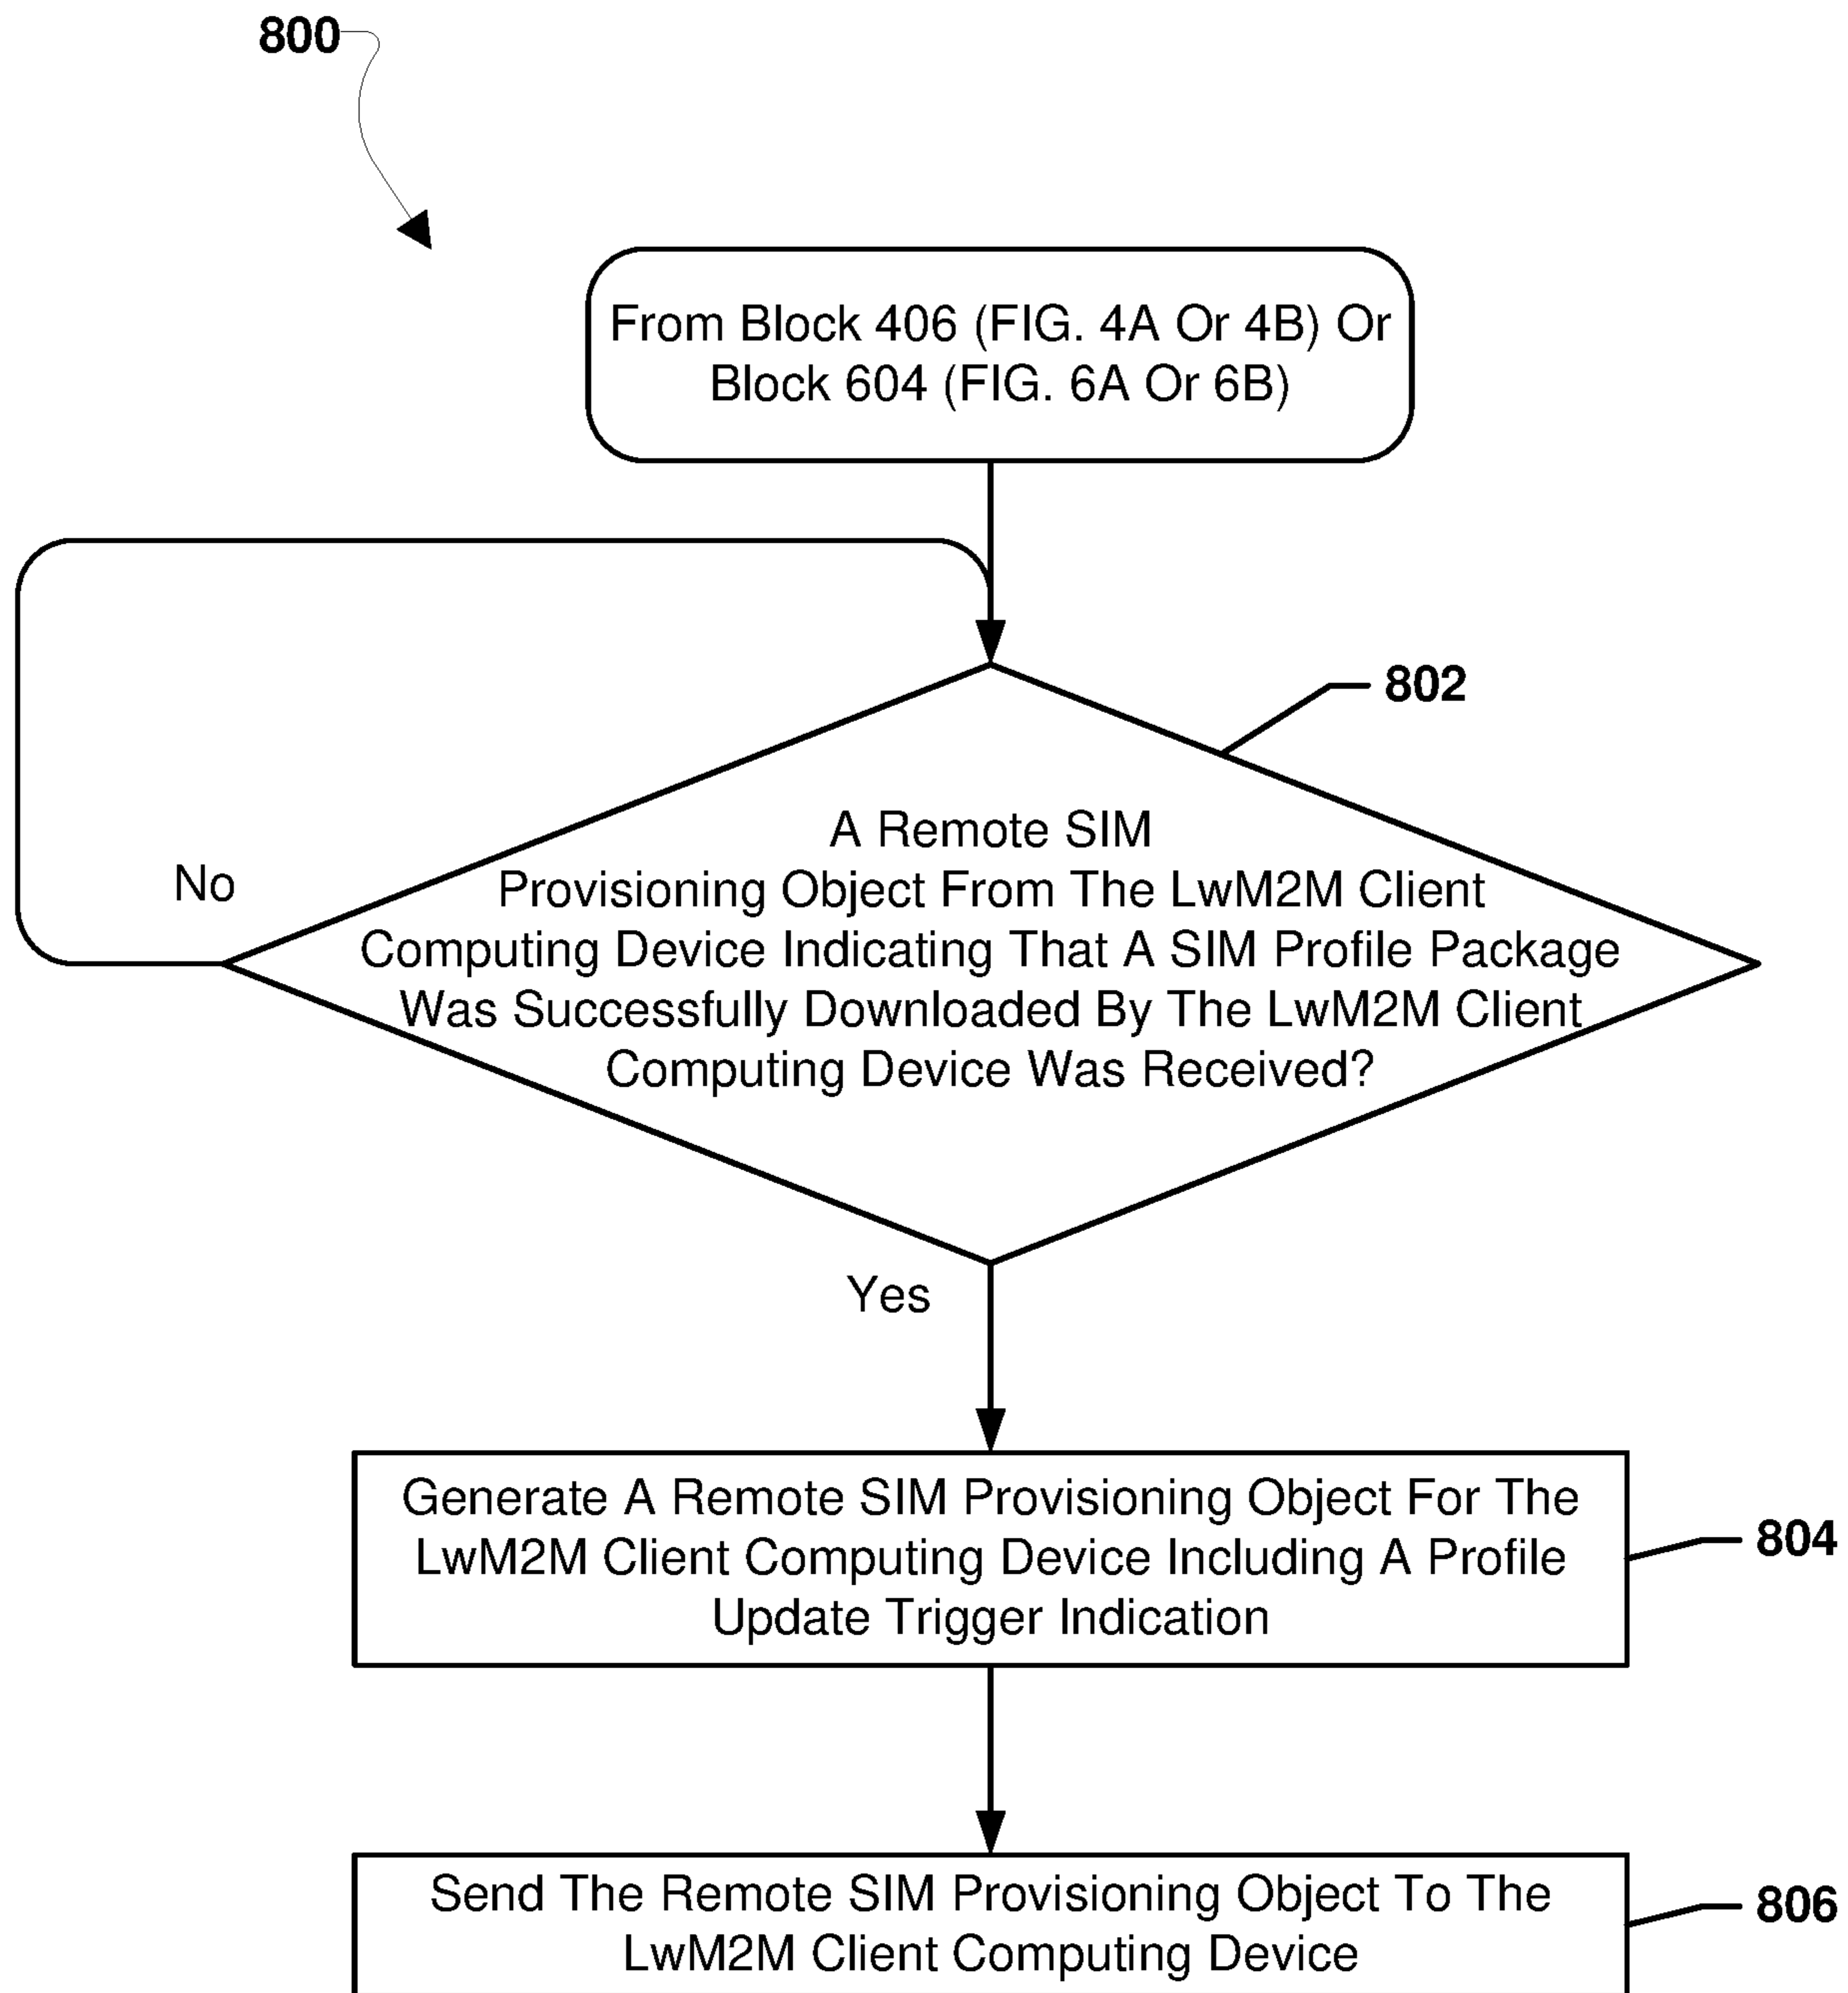 800
From Block 406 (FIG. 4A Or 4B) Or
Block 604 (FIG. 6A Or 6B)
802
A Remote SIM
Provisioning Object From The LwM2M Client
Computing Device Indicating That A SIM Profile Package
Was Successfully Downloaded By The LwM2M Client
Computing Device Was Received?
No
Yes
Generate A Remote SIM Provisioning Object For The
LwM2M Client Computing Device Including A Profile
Update Trigger Indication
804
Send The Remote SIM Provisioning Object To The
LwM2M Client Computing Device
806